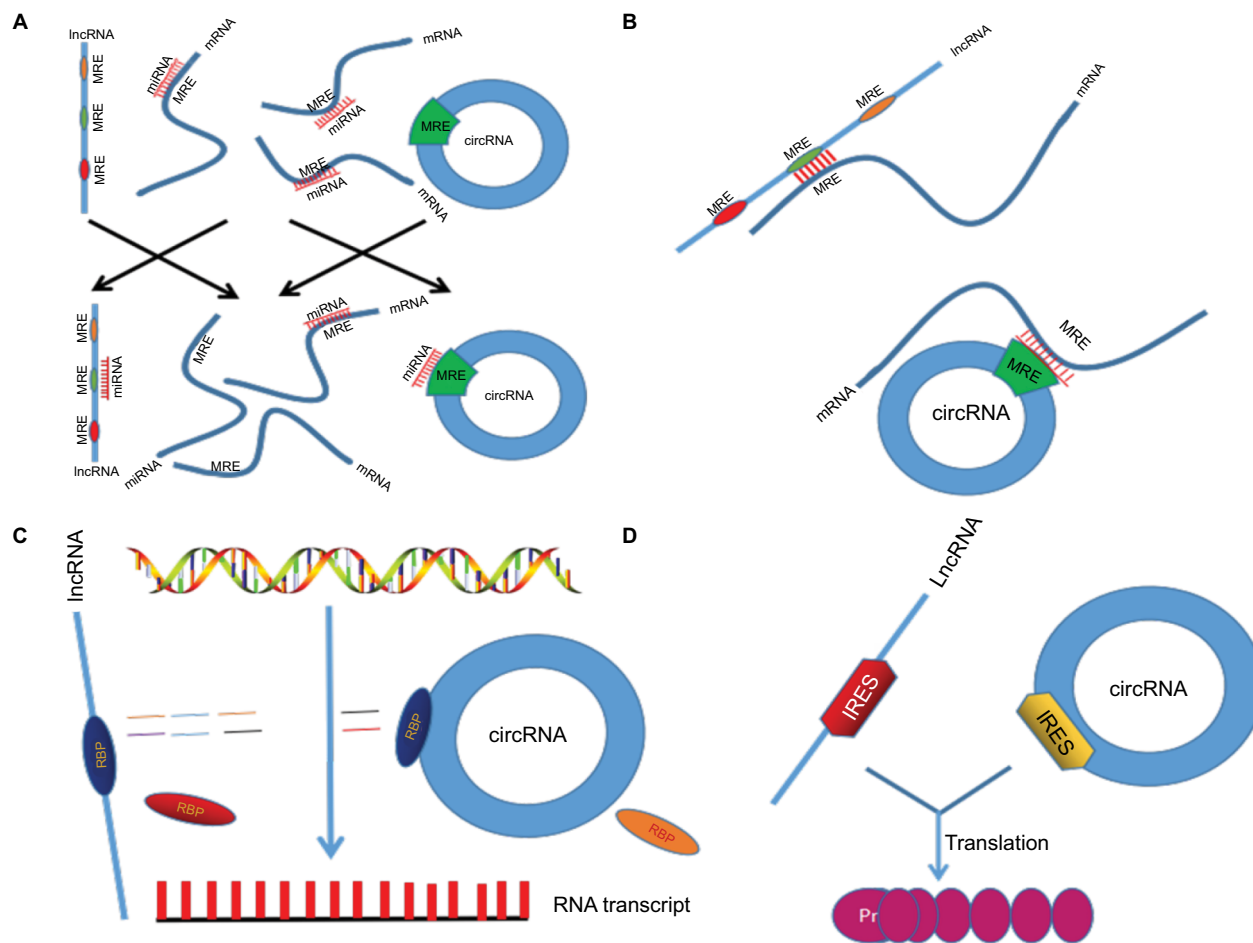 A
lncRNA
MRE
MRE
MRE
miRNA
MRE
mRNA
mRNA
MRE
miRNA
MRE
miRNA
mRNA
MRE
circRNA
MRE
MRE
MRE
miRNA
lncRNA
MRE
miRNA
miRNA
MRE
mRNA
MRE
mRNA
miRNA
MRE
circRNA
B
lncRNA
MRE
MRE
MRE
MRE
mRNA
mRNA
MRE
MRE
circRNA
C
lncRNA
RBP
RBP
RBP
circRNA
RBP
RNA transcript
D
LncRNA
IRES
circRNA
IRES
Translation
Pr